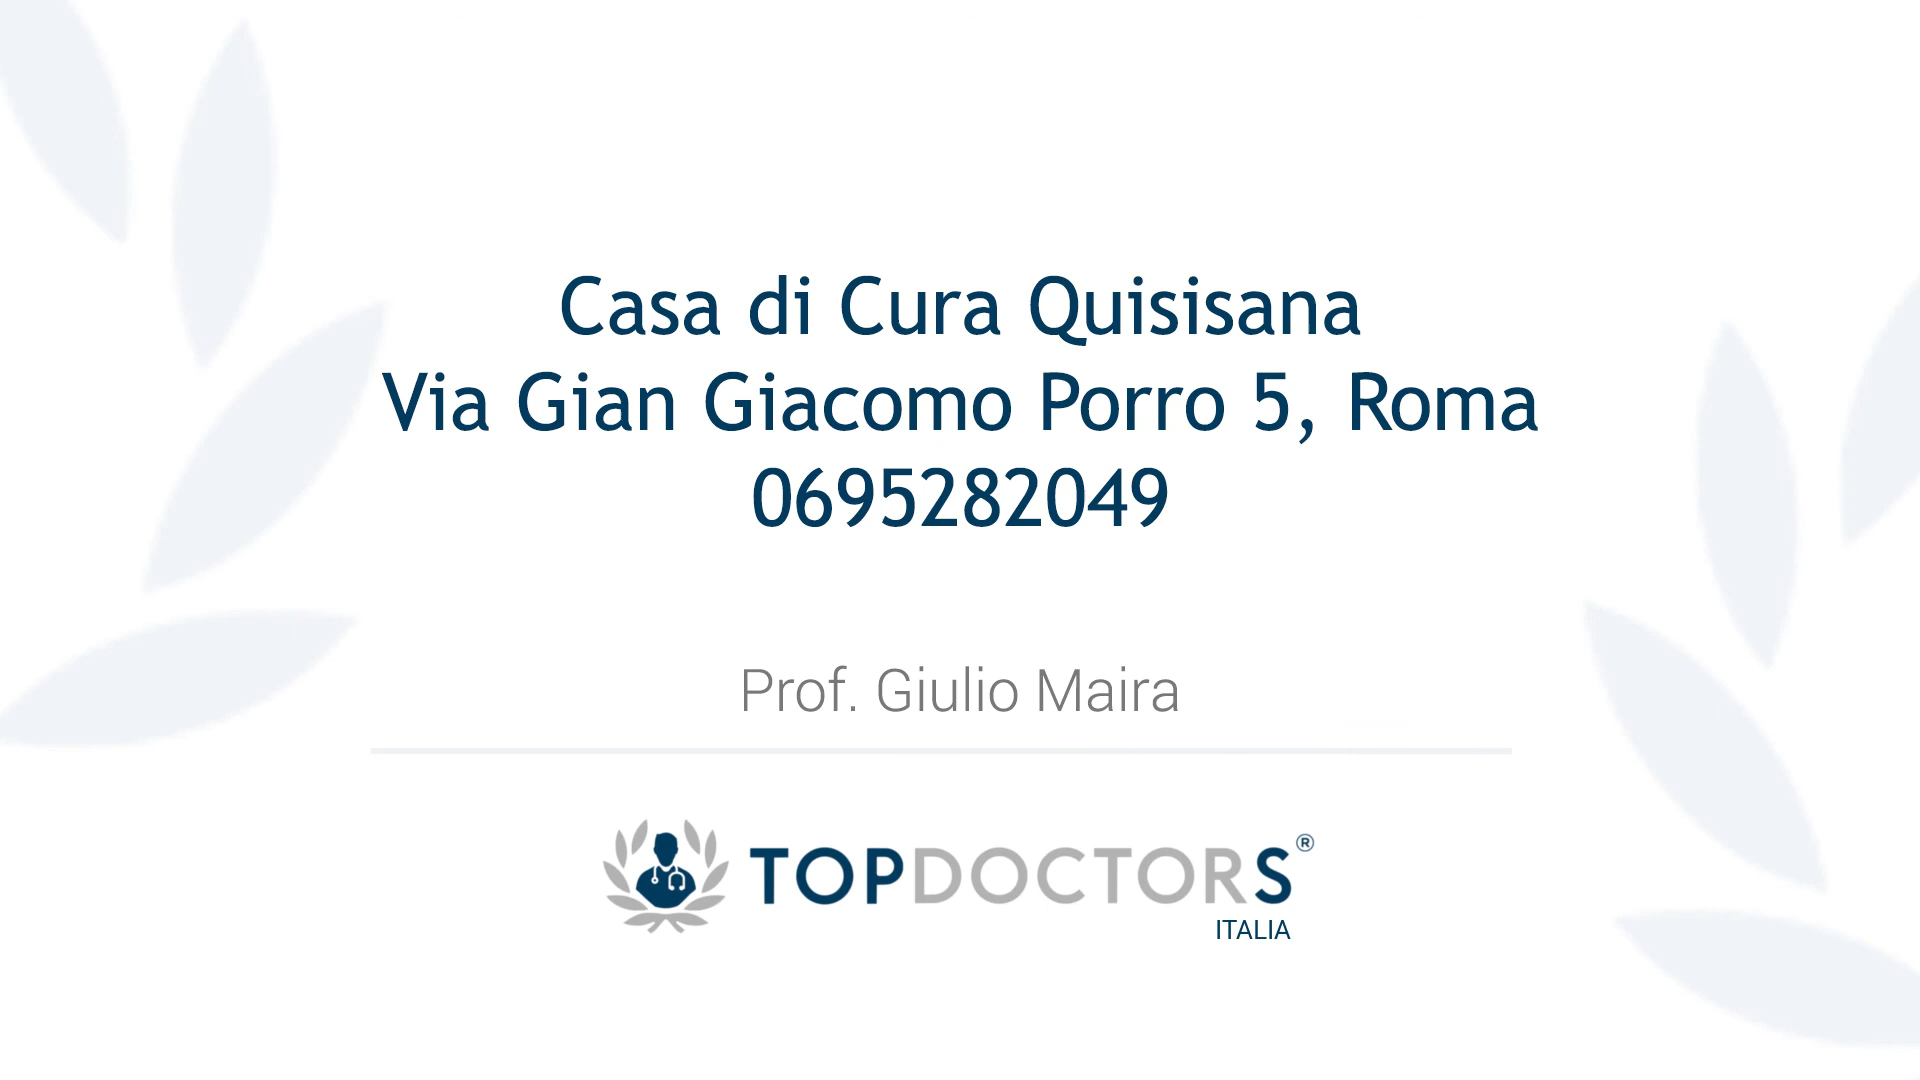 Casa di Cura Quisisana
Via Gian Giacomo Porro 5, Roma
0695282049
Prof. Giulio Maira
TOPDOCTORS®
ITALIA